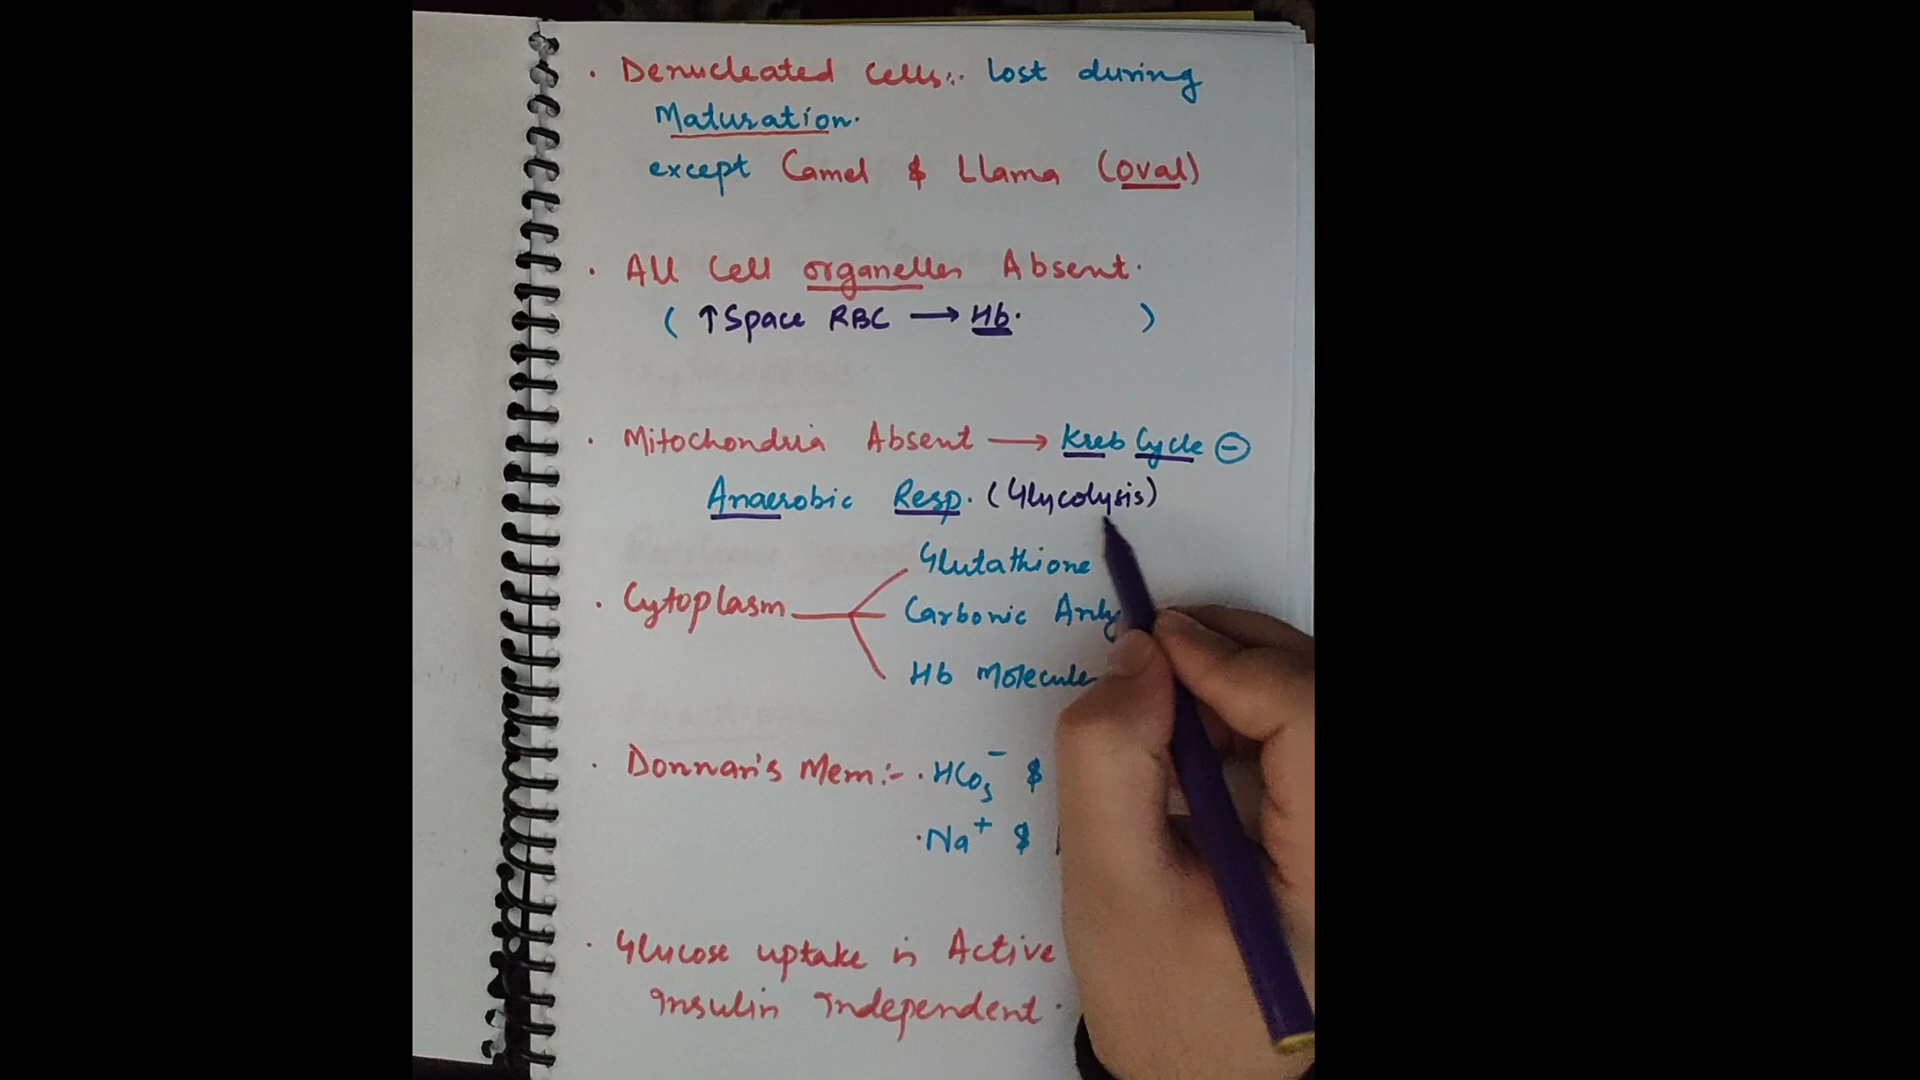 · Denucleated Cells:. Lost during
Maturation.
except Camel & Llama (oval)
· All Cell organelles Absent.
( ↑Space RBC → Hb. )
· Mitochondria Absent → Kreb Cycle ⊖
Anaerobic Resp. (Glycolysis)
Glutathione
· Cytoplasm
Carbonic
Hb Molecule
· Donnan's Mem:- · HCO3⁻ &
· Na⁺ &
· Glucose uptake is Active
Insulin Independent.